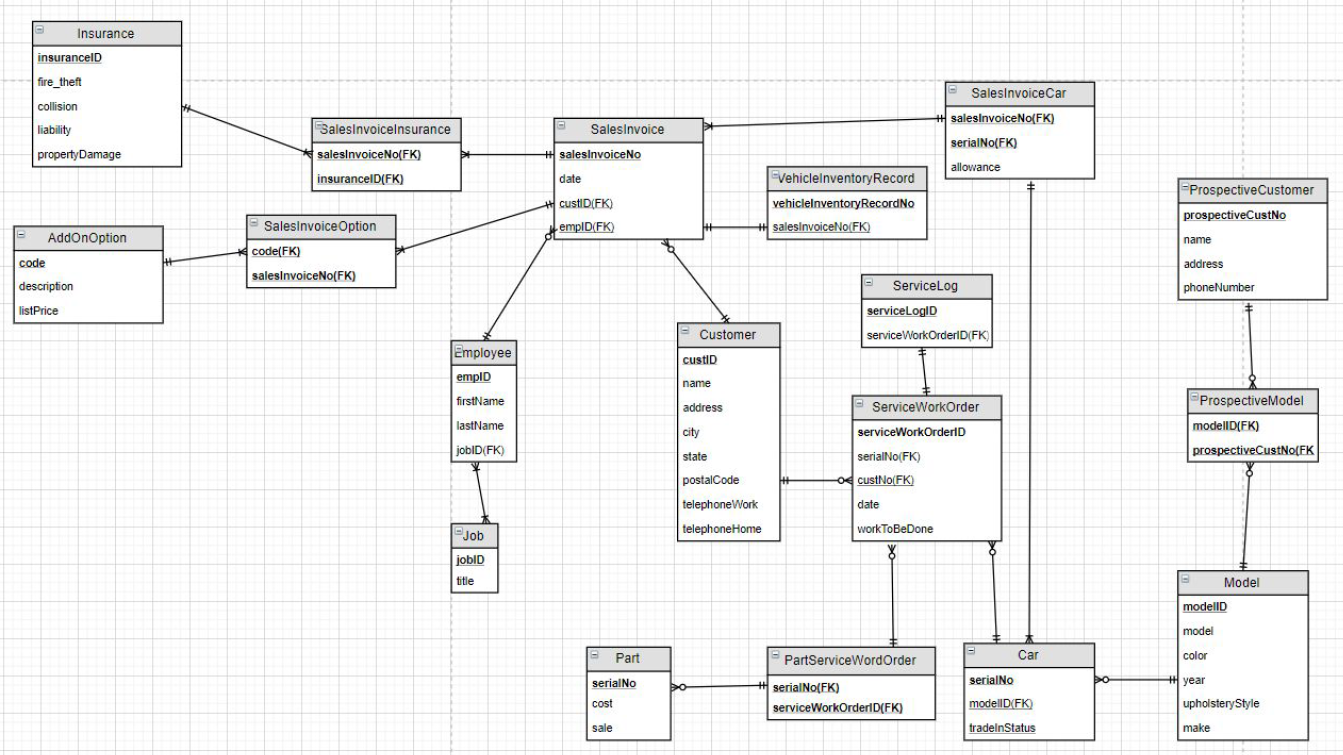 Insurance
insuranceID
fire_theft
collision
liability
propertyDamage
SalesInvoiceInsurance
salesInvoiceNo(FK)
insuranceID(FK)
SalesInvoice
salesInvoiceNo
date
custID(FK)
empID(FK)
SalesInvoiceCar
salesInvoiceNo(FK)
serialNo(FK)
allowance
VehicleInventoryRecord
vehicleInventoryRecordNo
salesInvoiceNo(FK)
ProspectiveCustomer
prospectiveCustNo
name
address
phoneNumber
AddOnOption
code
description
listPrice
SalesInvoiceOption
code(FK)
salesInvoiceNo(FK)
ServiceLog
serviceLogID
serviceWorkOrderID(FK)
Employee
empID
firstName
lastName
jobID(FK)
Customer
custID
name
address
city
state
postalCode
telephoneWork
telephoneHome
ServiceWorkOrder
serviceWorkOrderID
serialNo(FK)
custNo(FK)
date
workToBeDone
ProspectiveModel
modelID(FK)
prospectiveCustNo(FK
Job
jobID
title
Part
serialNo
cost
sale
PartServiceWordOrder
serialNo(FK)
serviceWorkOrderID(FK)
Car
serialNo
modelID(FK)
tradeInStatus
Model
modelID
model
color
year
upholsteryStyle
make